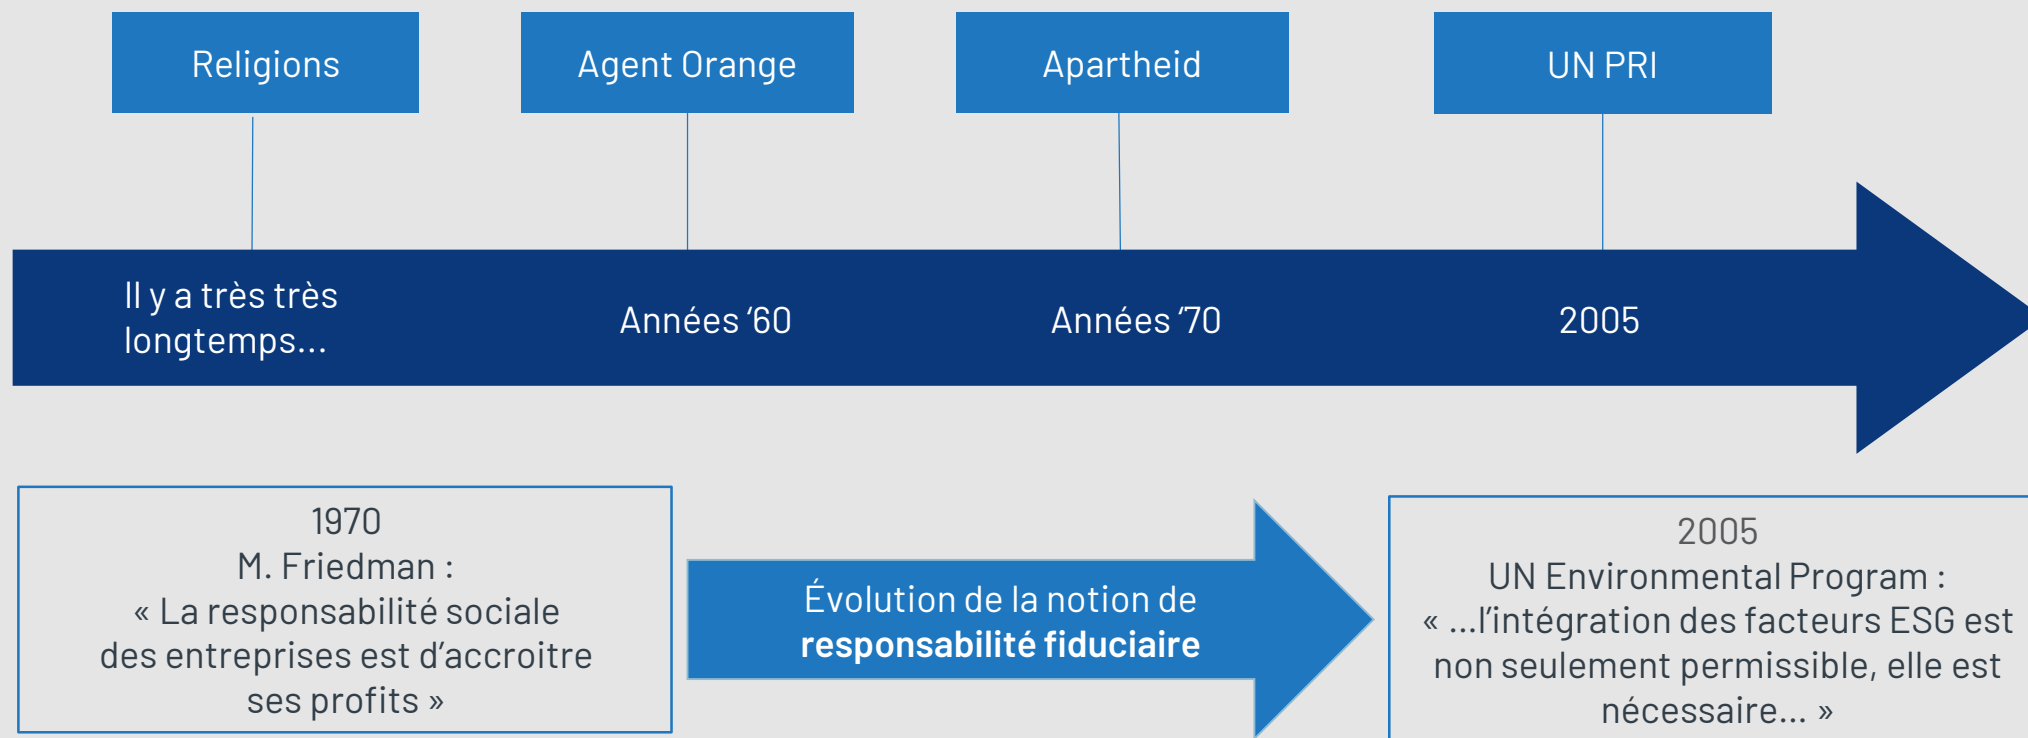 Religions
Agent Orange
Apartheid
UN PRI
Il y a très très
longtemps...
Années ‘60
Années ‘70
2005
1970
M. Friedman :
« La responsabilité sociale
des entreprises est d’accroitre
ses profits »
Évolution de la notion de
responsabilité fiduciaire
2005
UN Environmental Program :
« ...l’intégration des facteurs ESG est
non seulement permissible, elle est
nécessaire... »